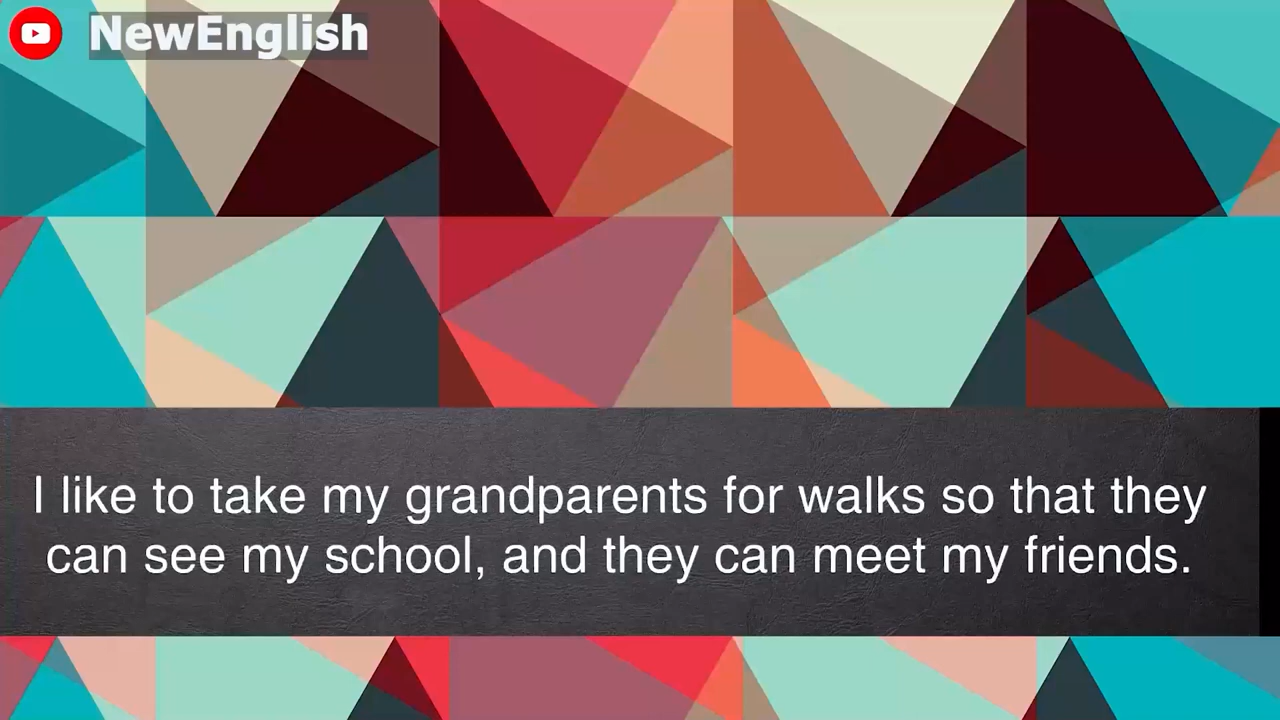 NewEnglish
I like to take my grandparents for walks so that they
can see my school, and they can meet my friends.